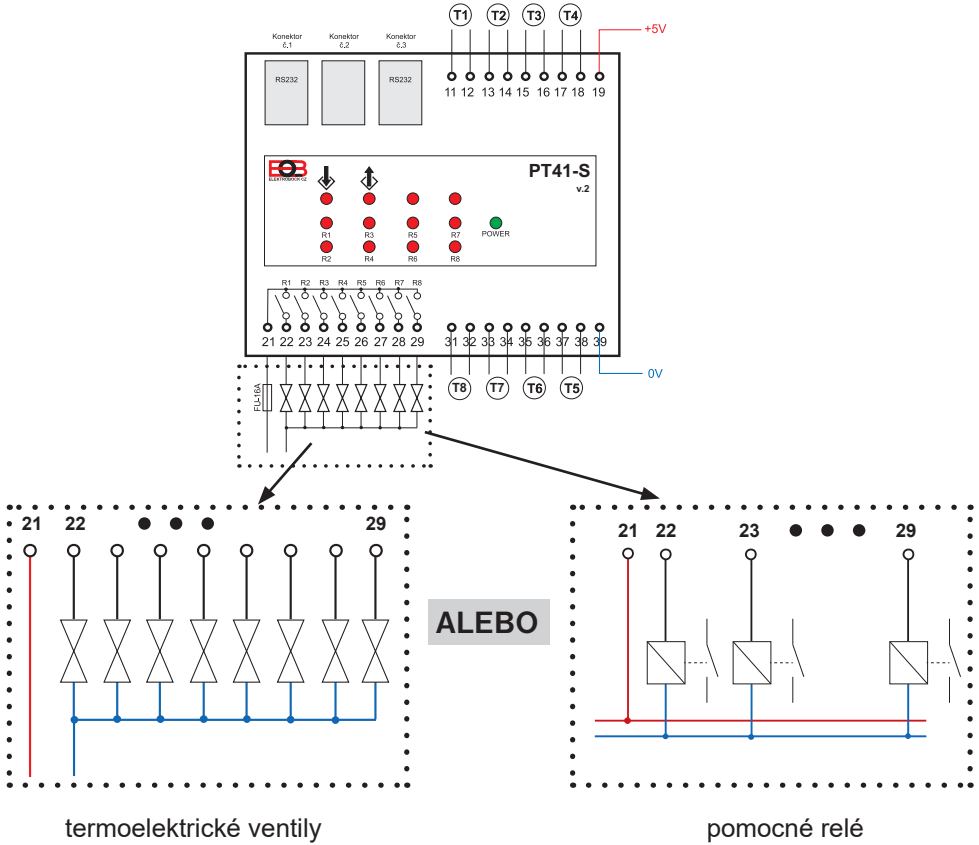 T1 T2 T3 T4
+5V
Konektor č.1
Konektor č.2
Konektor č.3
RS232
RS232
11 12 13 14 15 16 17 18 19
ELEKTROBOCK CZ
PT41-S
v.2
R1 R3 R5 R7
POWER
R2 R4 R6 R8
R1 R2 R3 R4 R5 R6 R7 R8
21 22 23 24 25 26 27 28 29
31 32 33 34 35 36 37 38 39
FU-16A
T8 T7 T6 T5
0V
21 22 29
21 22 23 29
ALEBO
termoelektrické ventily
pomocné relé